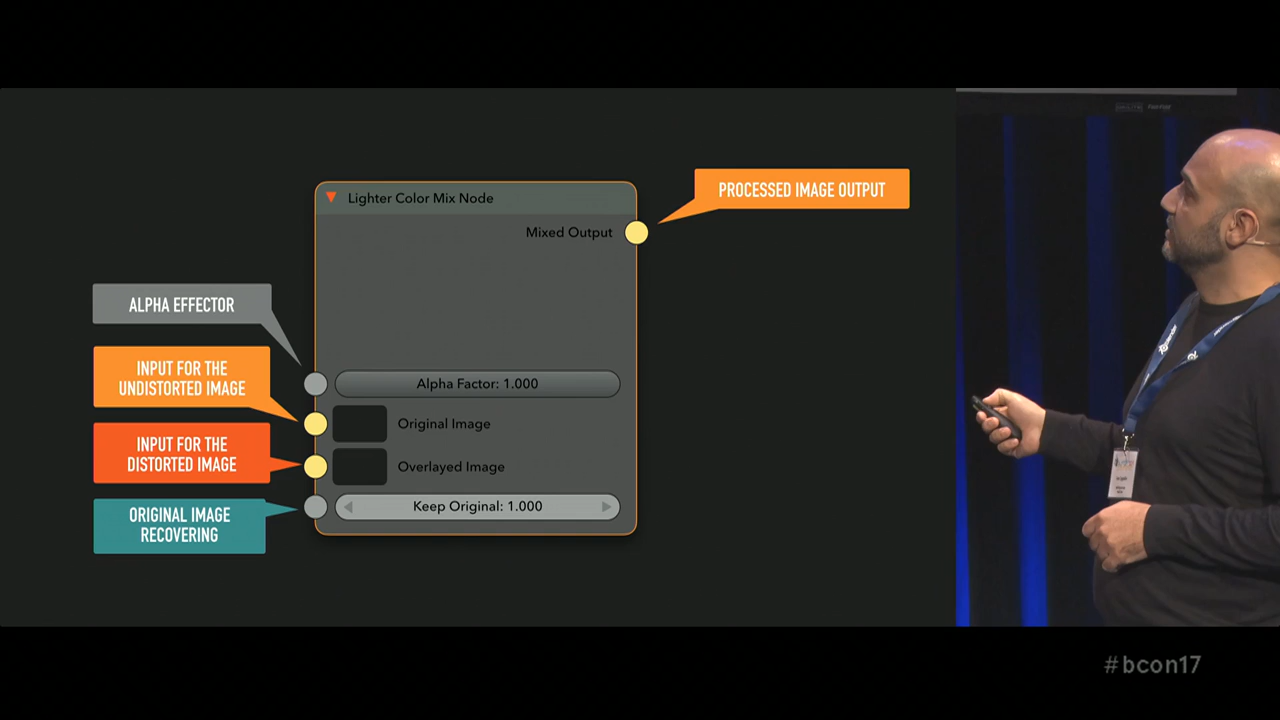 PROCESSED IMAGE OUTPUT
Lighter Color Mix Node
Mixed Output
ALPHA EFFECTOR
Alpha Factor: 1.000
INPUT FOR THE
UNDISTORTED IMAGE
Original Image
INPUT FOR THE
DISTORTED IMAGE
Overlayed Image
ORIGINAL IMAGE
RECOVERING
Keep Original: 1.000
#bcon17